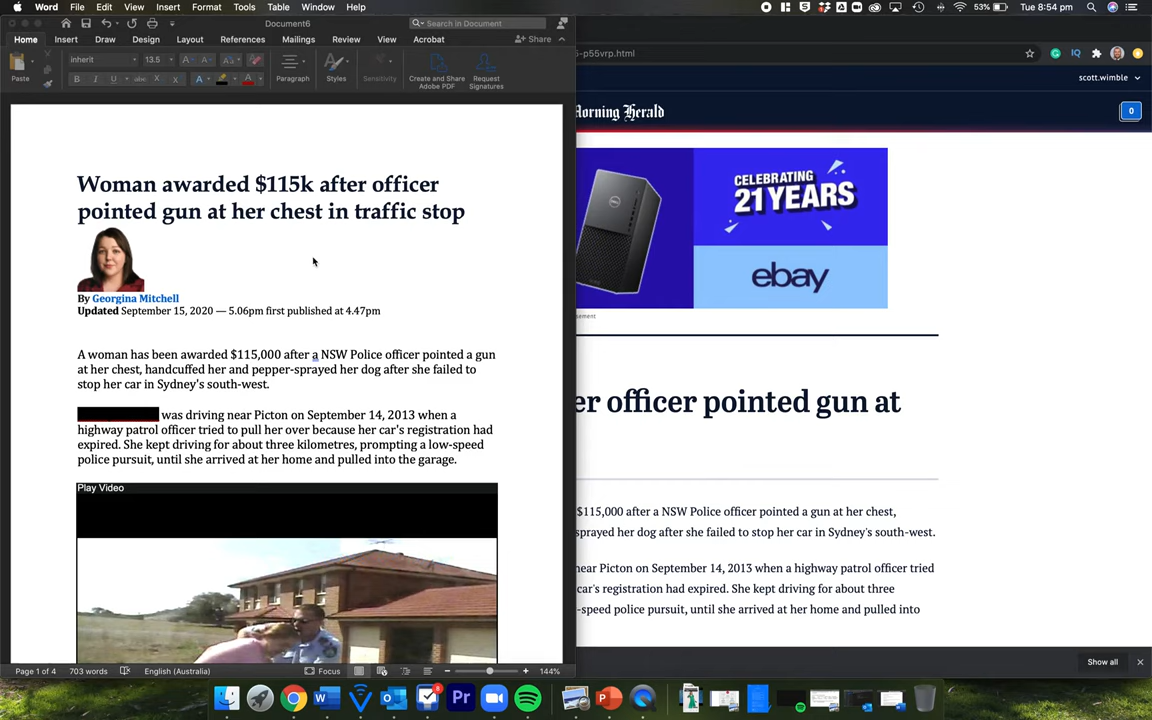 Word File Edit View Insert Format Tools Table Window Help
53% Tue 8:54 pm
Document6
Search in Document
Home Insert Draw Design Layout References Mailings Review View Acrobat Share
inherit 13.5
Paste
Paragraph Styles Sensitivity Create and Share Adobe PDF Request Signatures
Woman awarded $115k after officer
pointed gun at her chest in traffic stop
By Georgina Mitchell
Updated September 15, 2020 — 5.06pm first published at 4.47pm
A woman has been awarded $115,000 after a NSW Police officer pointed a gun
at her chest, handcuffed her and pepper-sprayed her dog after she failed to
stop her car in Sydney's south-west.
was driving near Picton on September 14, 2013 when a
highway patrol officer tried to pull her over because her car's registration had
expired. She kept driving for about three kilometres, prompting a low-speed
police pursuit, until she arrived at her home and pulled into the garage.
Play Video
Page 1 of 4 703 words English (Australia) Focus 144%
-p55vrp.html
scott.wimble
Morning Herald
0
CELEBRATING
21 YEARS
ebay
er officer pointed gun at
$115,000 after a NSW Police officer pointed a gun at her chest,
sprayed her dog after she failed to stop her car in Sydney's south-west.
near Picton on September 14, 2013 when a highway patrol officer tried
car's registration had expired. She kept driving for about three
-speed police pursuit, until she arrived at her home and pulled into
Show all